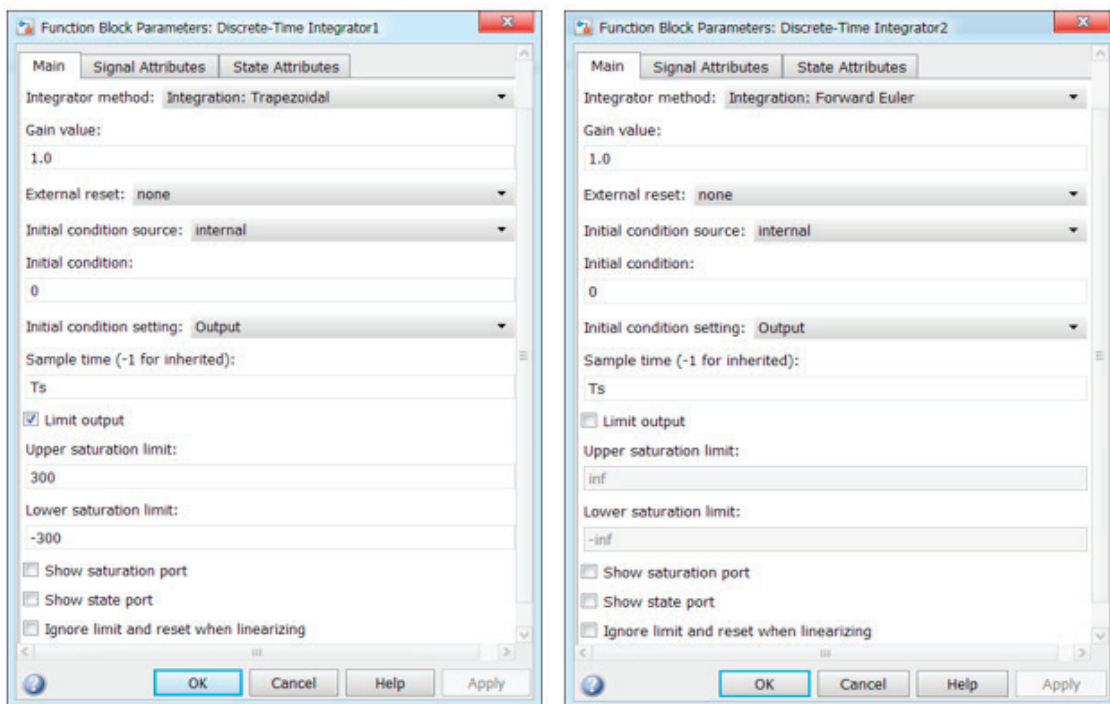 Function Block Parameters: Discrete-Time Integrator1
Main Signal Attributes State Attributes
Integrator method: Integration: Trapezoidal
Gain value:
1.0
External reset: none
Initial condition source: internal
Initial condition:
0
Initial condition setting: Output
Sample time (-1 for inherited):
Ts
Limit output
Upper saturation limit:
300
Lower saturation limit:
-300
Show saturation port
Show state port
Ignore limit and reset when linearizing
OK Cancel Help Apply
Function Block Parameters: Discrete-Time Integrator2
Main Signal Attributes State Attributes
Integrator method: Integration: Forward Euler
Gain value:
1.0
External reset: none
Initial condition source: internal
Initial condition:
0
Initial condition setting: Output
Sample time (-1 for inherited):
Ts
Limit output
Upper saturation limit:
inf
Lower saturation limit:
-inf
Show saturation port
Show state port
Ignore limit and reset when linearizing
OK Cancel Help Apply